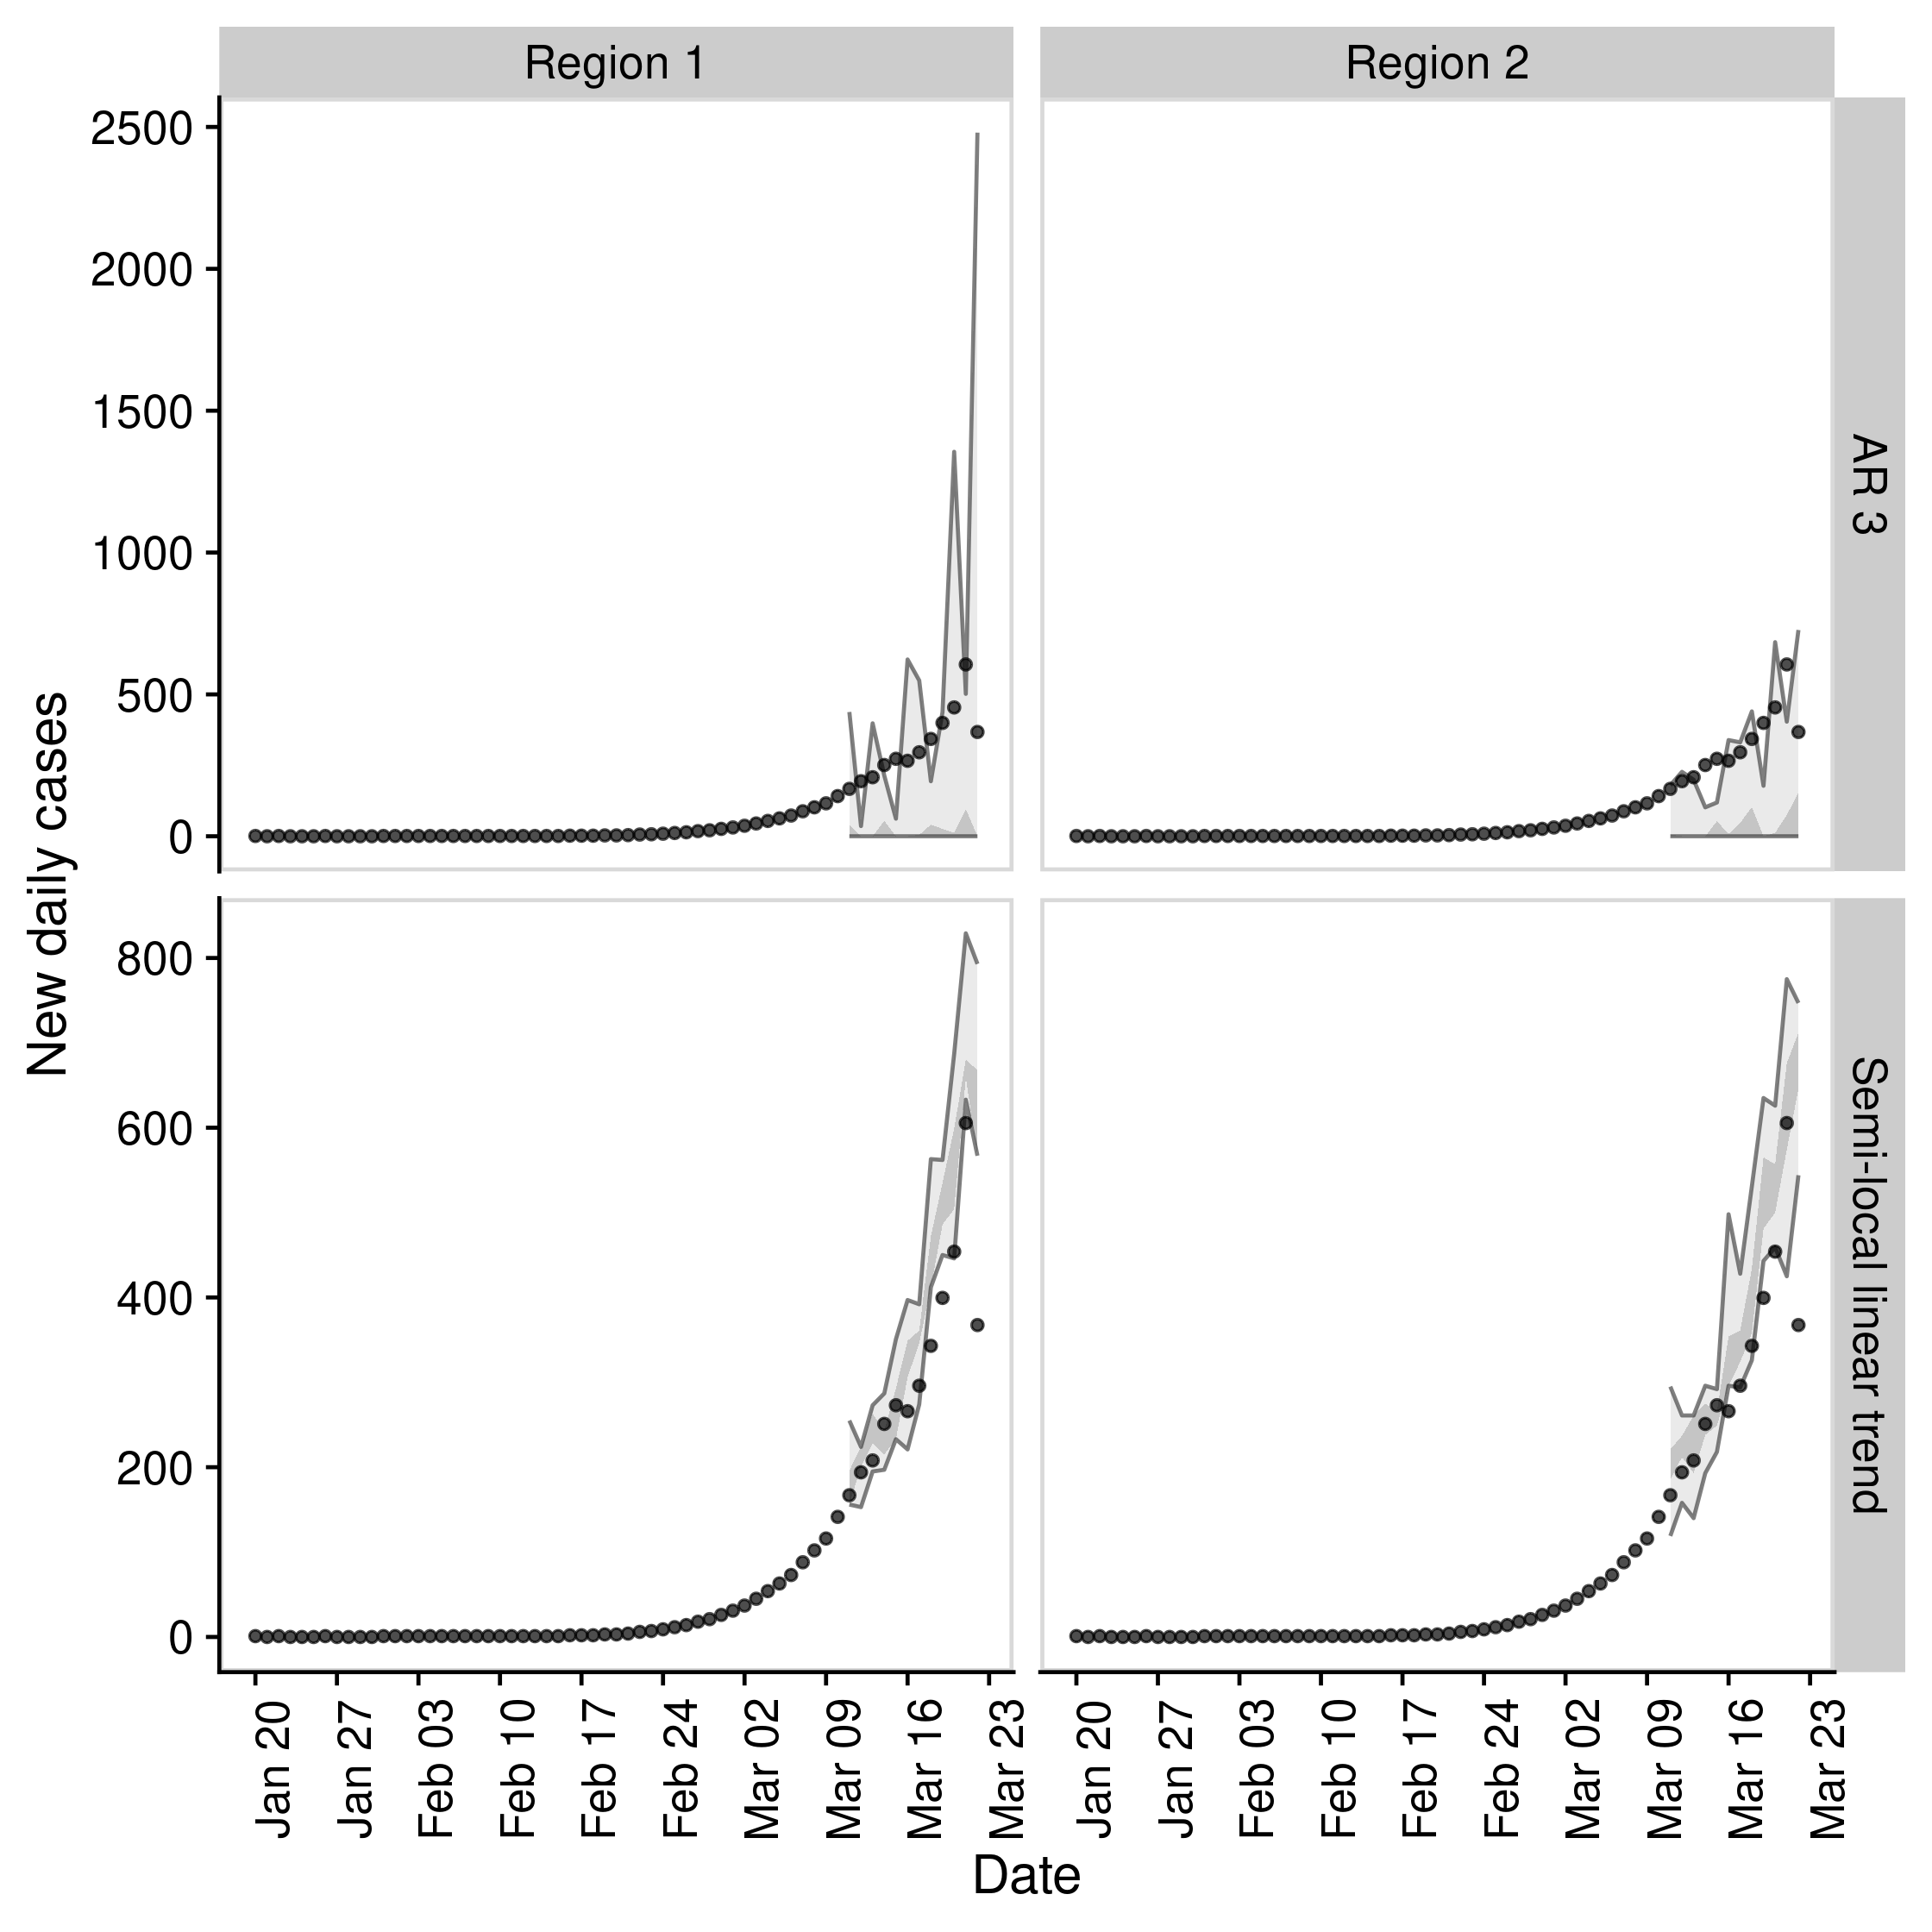 Region 1
Region 2
New daily cases
2500
2000
1500
1000
500
0
AR 3
800
600
400
200
0
Semi-local linear trend
Jan 20
Jan 27
Feb 03
Feb 10
Feb 17
Feb 24
Mar 02
Mar 09
Mar 16
Mar 23
Jan 20
Jan 27
Feb 03
Feb 10
Feb 17
Feb 24
Mar 02
Mar 09
Mar 16
Mar 23
Date